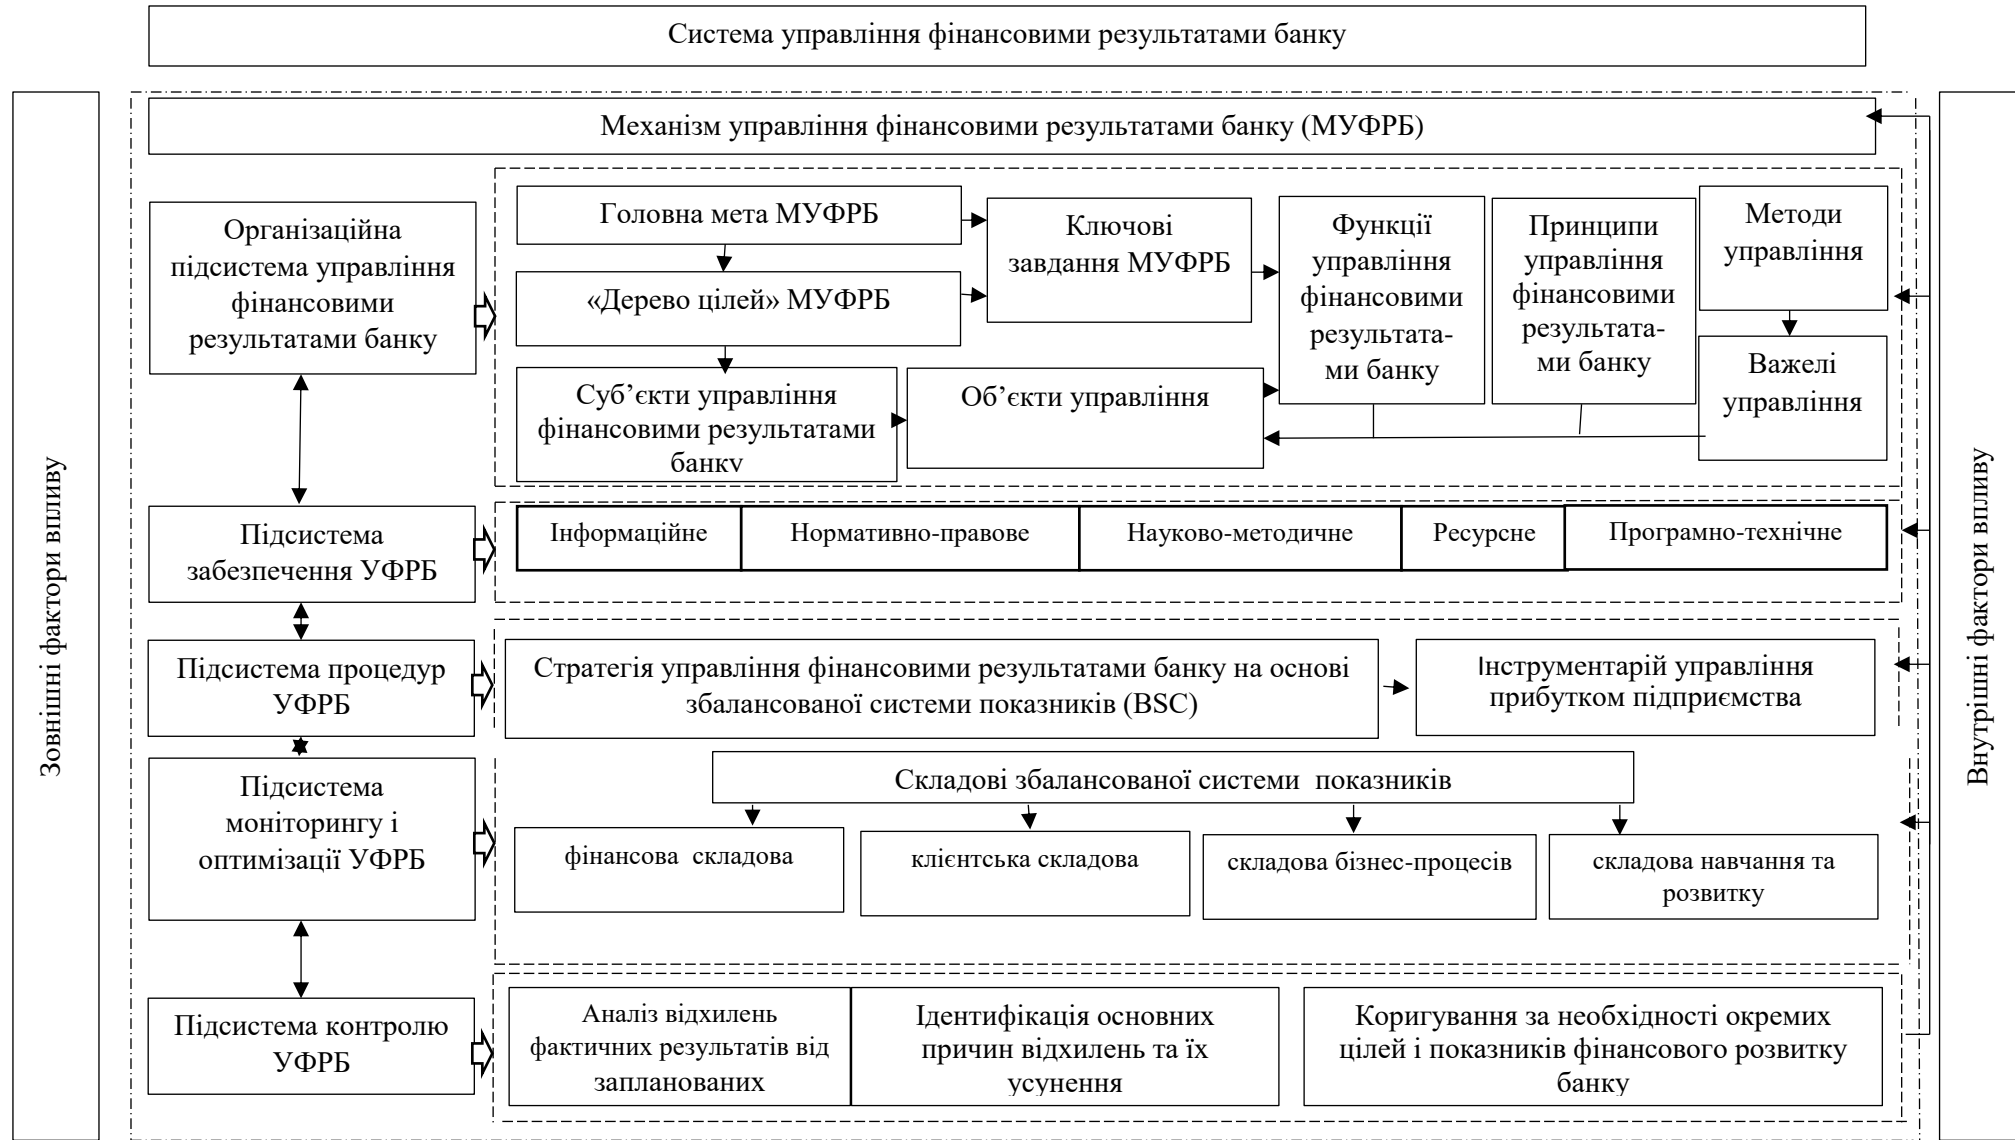 Система управління фінансовими результатами банку
Зовнішні фактори впливу
Механізм управління фінансовими результатами банку (МУФРБ)
Організаційна
підсистема управління
фінансовими
результатами банку
Головна мета МУФРБ
«Дерево цілей» МУФРБ
Ключові
завдання МУФРБ
Функції
управління
фінансовими
результата-
ми банку
Принципи
управління
фінансовими
результата-
ми банку
Методи
управління
Важелі
управління
Суб’єкти управління
фінансовими результатами
банку
Об’єкти управління
Підсистема
забезпечення УФРБ
Інформаційне
Нормативно-правове
Науково-методичне
Ресурсне
Програмно-технічне
Підсистема процедур
УФРБ
Стратегія управління фінансовими результатами банку на основі
збалансованої системи показників (BSC)
Інструментарій управління
прибутком підприємства
Підсистема
моніторингу і
оптимізації УФРБ
Складові збалансованої системи показників
фінансова складова
клієнтська складова
складова бізнес-процесів
складова навчання та
розвитку
Підсистема контролю
УФРБ
Аналіз відхилень
фактичних результатів від
запланованих
Ідентифікація основних
причин відхилень та їх
усунення
Коригування за необхідності окремих
цілей і показників фінансового розвитку
банку
Внутрішні фактори впливу